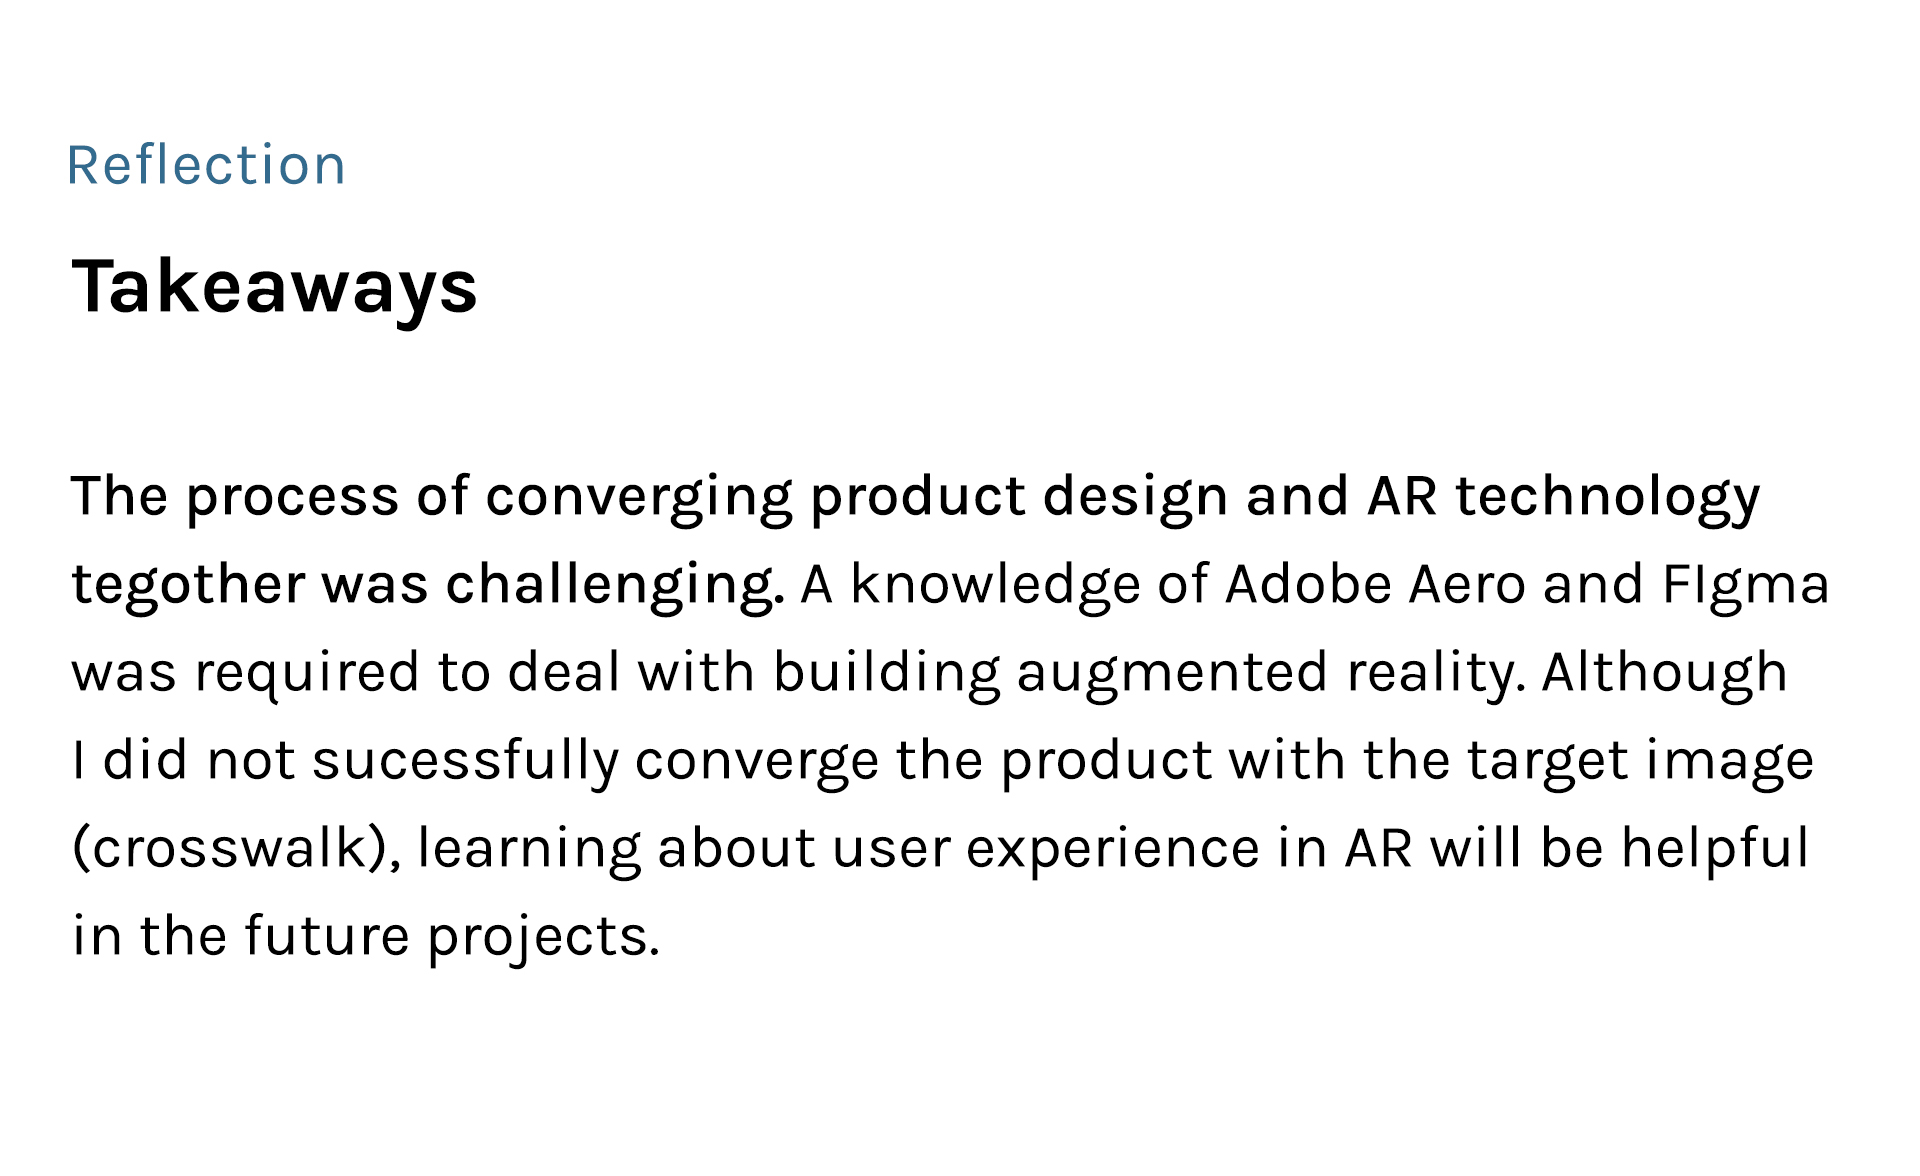 Reflection
Takeaways
The process of converging product design and AR technology
tegother was challenging. A knowledge of Adobe Aero and FIgma
was required to deal with building augmented reality. Although
I did not sucessfully converge the product with the target image
(crosswalk), learning about user experience in AR will be helpful
in the future projects.